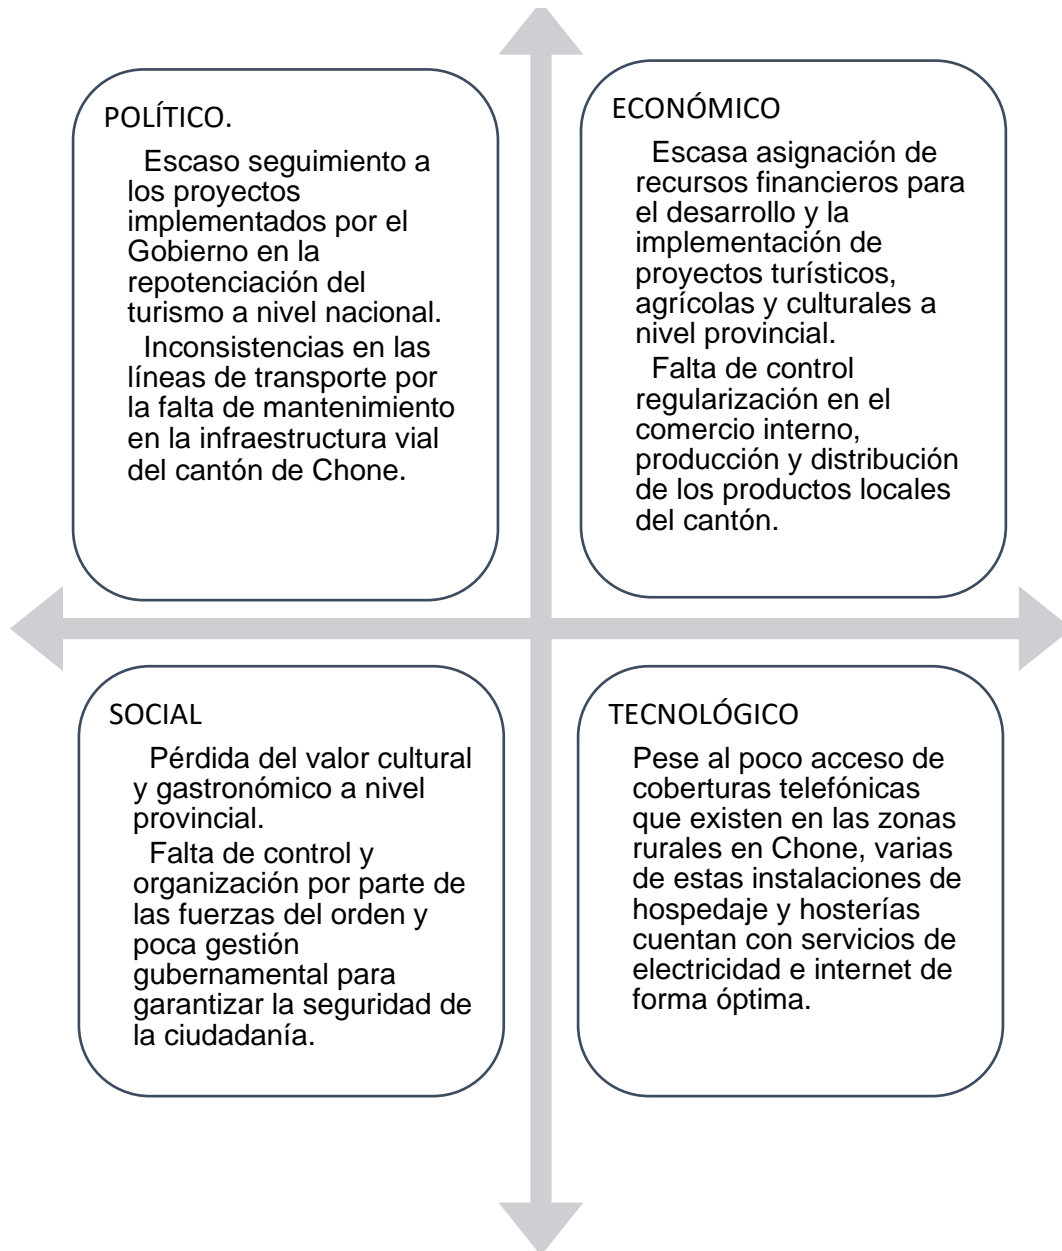 POLÍTICO.
Escaso seguimiento a
los proyectos
implementados por el
Gobierno en la
repotenciación del
turismo a nivel nacional.
Inconsistencias en las
líneas de transporte por
la falta de mantenimiento
en la infraestructura vial
del cantón de Chone.
ECONÓMICO
Escasa asignación de
recursos financieros para
el desarrollo y la
implementación de
proyectos turísticos,
agrícolas y culturales a
nivel provincial.
Falta de control
regularización en el
comercio interno,
producción y distribución
de los productos locales
del cantón.
SOCIAL
Pérdida del valor cultural
y gastronómico a nivel
provincial.
Falta de control y
organización por parte de
las fuerzas del orden y
poca gestión
gubernamental para
garantizar la seguridad de
la ciudadanía.
TECNOLÓGICO
Pese al poco acceso de
coberturas telefónicas
que existen en las zonas
rurales en Chone, varias
de estas instalaciones de
hospedaje y hosterías
cuentan con servicios de
electricidad e internet de
forma óptima.